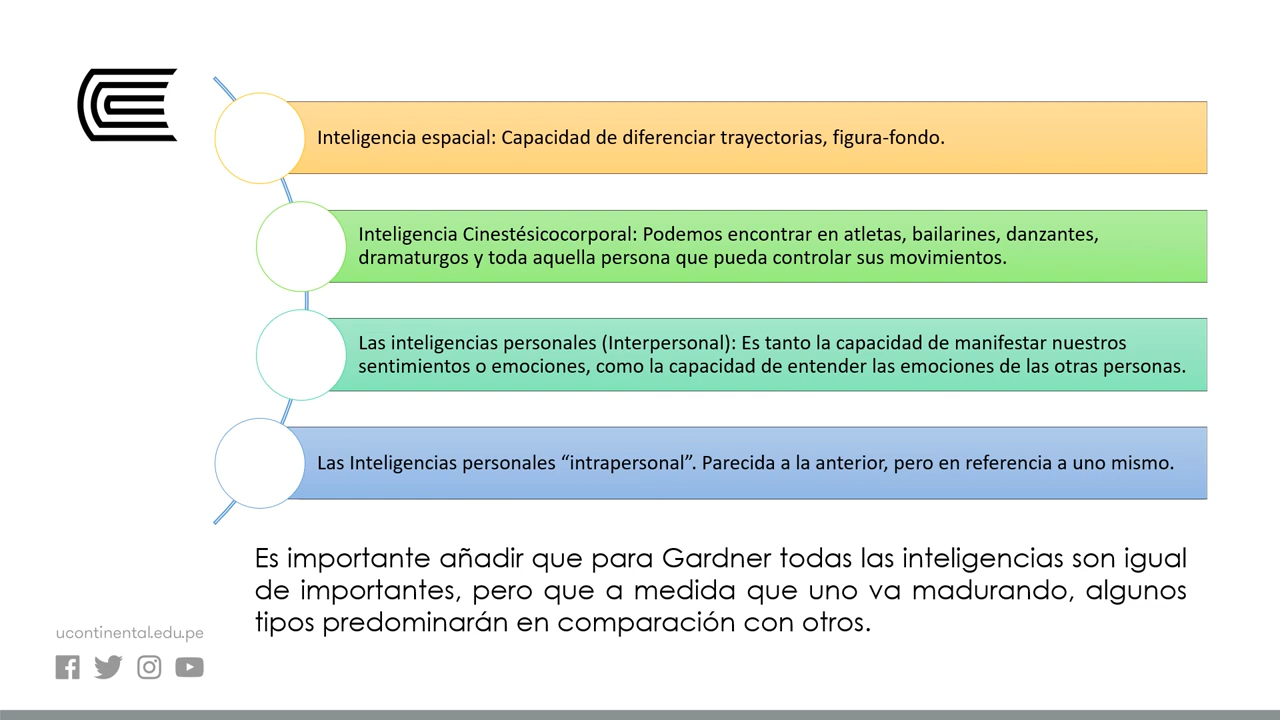 Inteligencia espacial: Capacidad de diferenciar trayectorias, figura-fondo.
Inteligencia Cinestésicocorporal: Podemos encontrar en atletas, bailarines, danzantes,
dramaturgos y toda aquella persona que pueda controlar sus movimientos.
Las inteligencias personales (Interpersonal): Es tanto la capacidad de manifestar nuestros
sentimientos o emociones, como la capacidad de entender las emociones de las otras personas.
Las Inteligencias personales “intrapersonal”. Parecida a la anterior, pero en referencia a uno mismo.
Es importante añadir que para Gardner todas las inteligencias son igual
de importantes, pero que a medida que uno va madurando, algunos
tipos predominarán en comparación con otros.
ucontinental.edu.pe